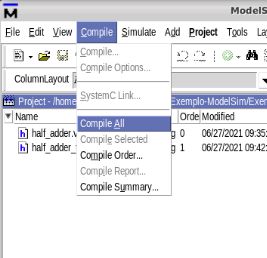 ModelS
File Edit View Compile Simulate Add Project Tools La
Compile...
Compile Options...
ColumnLayout
SystemC Link...
Project - /home Exemplo-ModelSim/Exer
Compile All
Name Orde Modified
Compile Selected
half_adder.v g 0 06/27/2021 09:35:
Compile Order...
half_adder_ g 1 06/27/2021 09:42:
Compile Report...
Compile Summary...